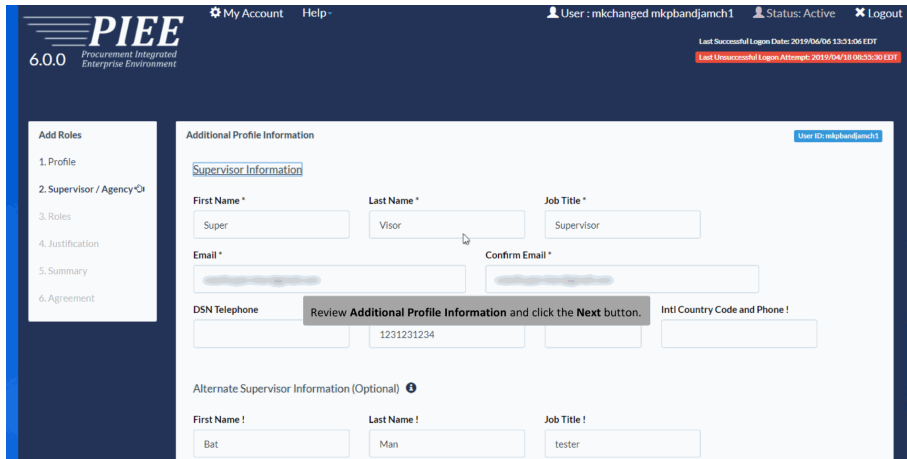 My Account Help
User : mkchanged mkpbandjamch1 Status: Active Logout
PIEE
6.0.0 Procurement Integrated
Enterprise Environment
Last Successful Logon Date: 2019/06/06 13:51:06 EDT
Last Unsuccessful Logon Attempt: 2019/04/18 08:55:30 EDT
Add Roles
1. Profile
2. Supervisor / Agency
3. Roles
4. Justification
5. Summary
6. Agreement
Additional Profile Information
User ID: mkpbandjamch1
Supervisor Information
First Name * Last Name * Job Title *
Super Visor Supervisor
Email * Confirm Email *
DSN Telephone Intl Country Code and Phone !
Review Additional Profile Information and click the Next button.
1231231234
Alternate Supervisor Information (Optional)
First Name ! Last Name ! Job Title !
Bat Man tester